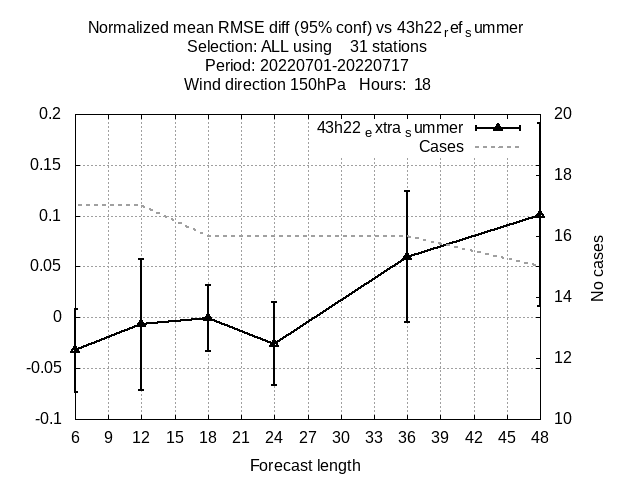 Normalized mean RMSE diff (95% conf) vs 43h22refsummer
Selection: ALL using 31 stations
Period: 20220701-20220717
Wind direction 150hPa Hours: 18
43h22extrasummer
Cases
0.2
0.15
0.1
0.05
0
-0.05
-0.1
20
18
16
14
12
10
No cases
6 9 12 15 18 21 24 27 30 33 36 39 42 45 48
Forecast length